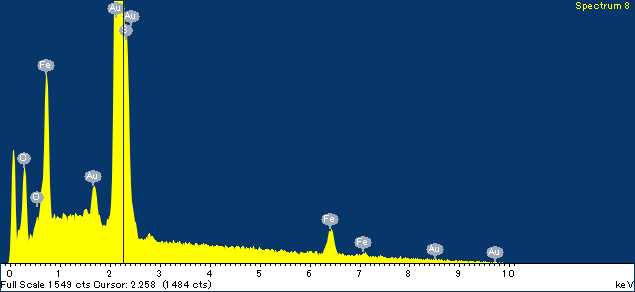 Spectrum 8
Au
Au
S
Fe
C
Au
O
Fe
Fe
Au
Au
0 1 2 3 4 5 6 7 8 9 10
Full Scale 1549 cts Cursor: 2.258 (1484 cts) keV